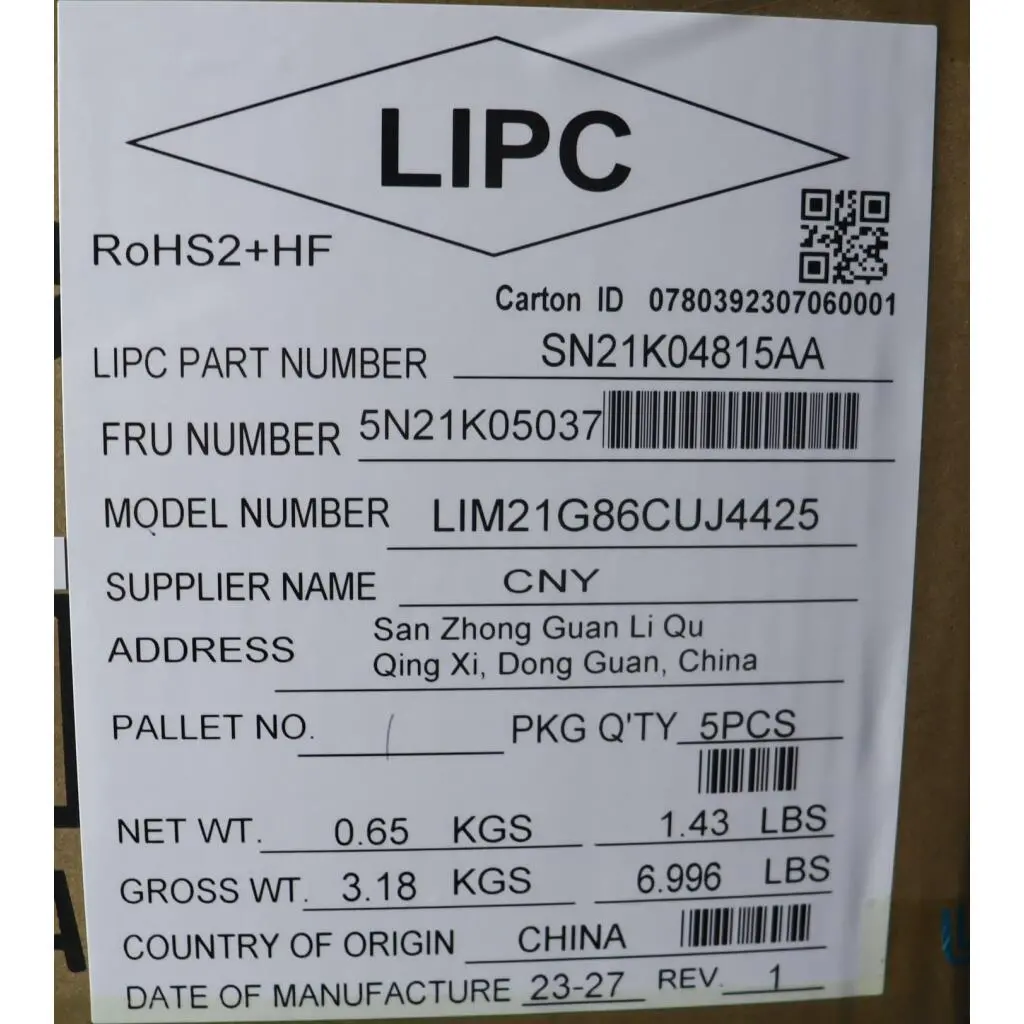 LIPC
RoHS2+HF
Carton ID 0780392307060001
LIPC PART NUMBER SN21K04815AA
FRU NUMBER 5N21K05037
MODEL NUMBER LIM21G86CUJ4425
SUPPLIER NAME CNY
ADDRESS San Zhong Guan Li Qu
Qing Xi, Dong Guan, China
PALLET NO. / PKG Q'TY 5PCS
NET WT. 0.65 KGS 1.43 LBS
GROSS WT. 3.18 KGS 6.996 LBS
COUNTRY OF ORIGIN CHINA
DATE OF MANUFACTURE 23-27 REV. 1